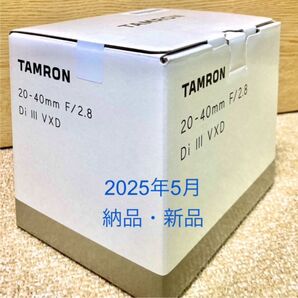 TAMRON
20-40mm F/2.8
Di III VXD
TAMRON
20-40mm F/2.8
Di III VXD
2025年5月
納品・新品